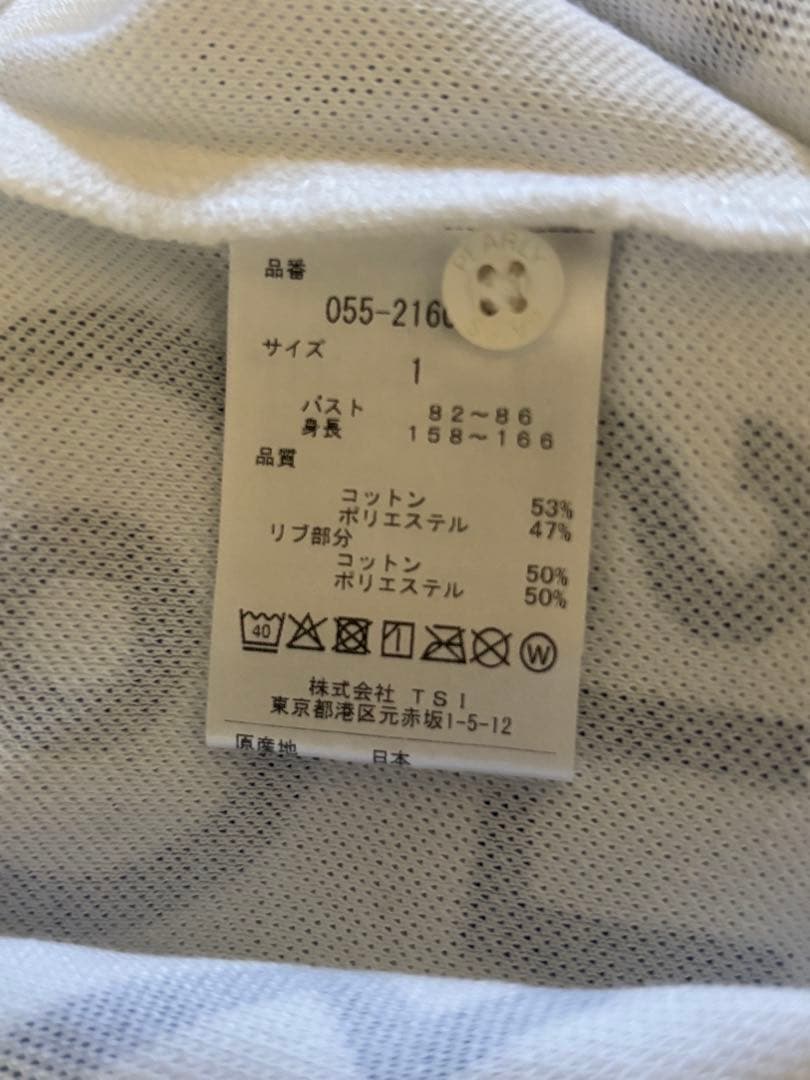 PEARLY
品番
055-2160
サイズ
1
バスト 82～86
身長 158～166
品質
コットン 53%
ポリエステル 47%
リブ部分
コットン 50%
ポリエステル 50%
40
W
株式会社 TSI
東京都港区元赤坂1-5-12
原産地 日本